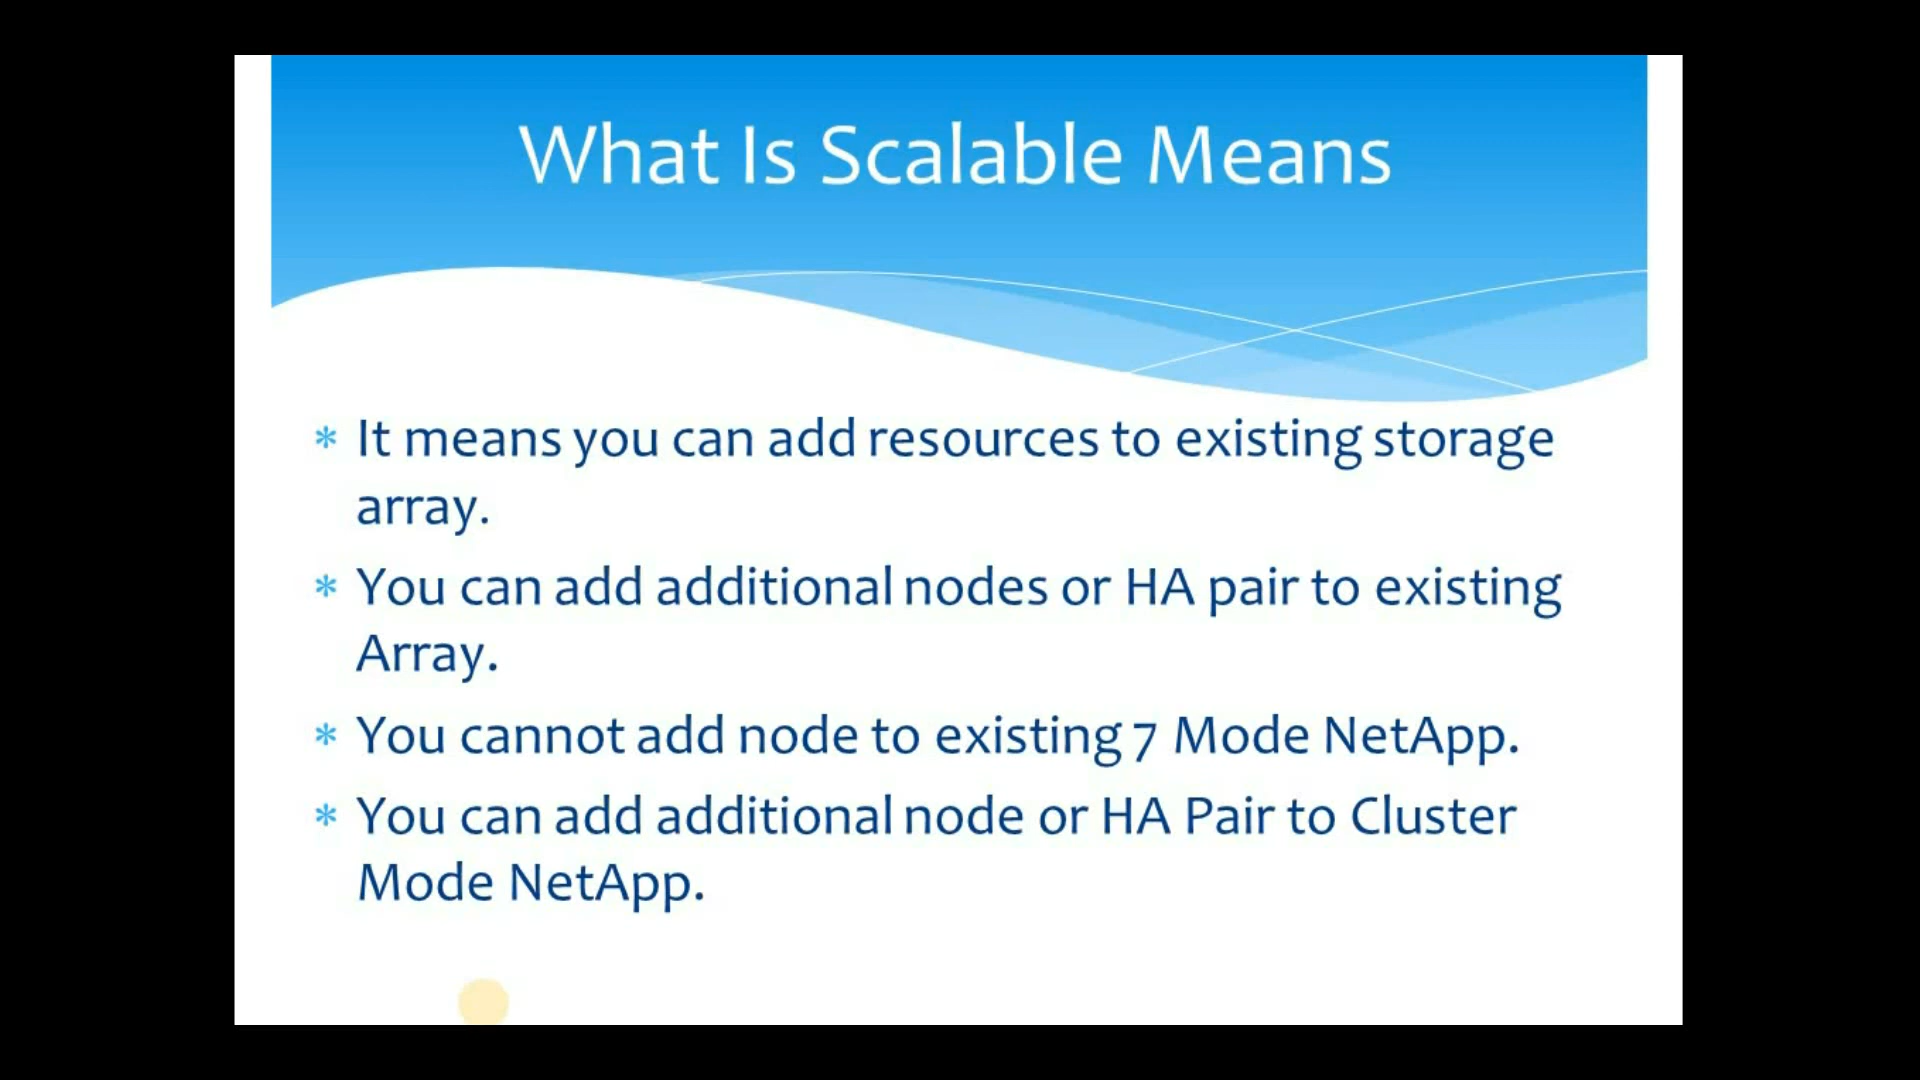 What Is Scalable Means
* It means you can add resources to existing storage
array.
* You can add additional nodes or HA pair to existing
Array.
* You cannot add node to existing 7 Mode NetApp.
* You can add additional node or HA Pair to Cluster
Mode NetApp.